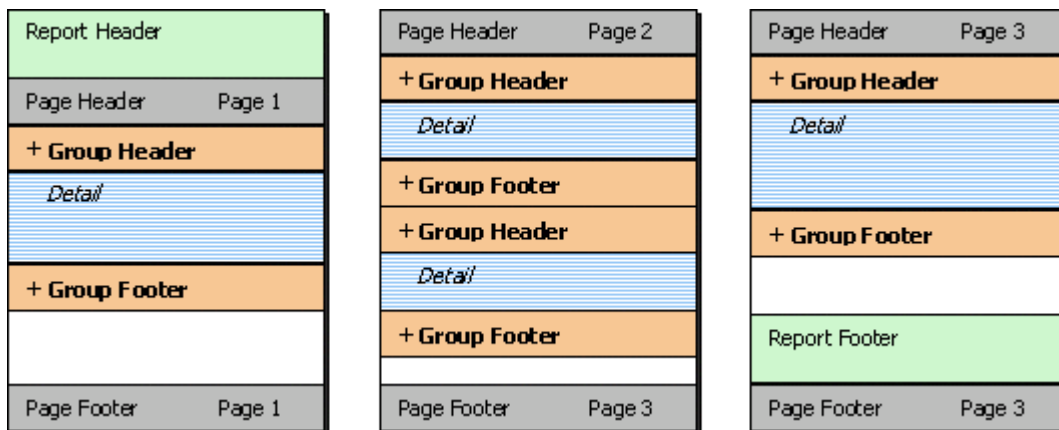 Report Header
Page Header Page 1
+ Group Header
Detail
+ Group Footer
Page Footer Page 1
Page Header Page 2
+ Group Header
Detail
+ Group Footer
+ Group Header
Detail
+ Group Footer
Page Footer Page 3
Page Header Page 3
+ Group Header
Detail
+ Group Footer
Report Footer
Page Footer Page 3